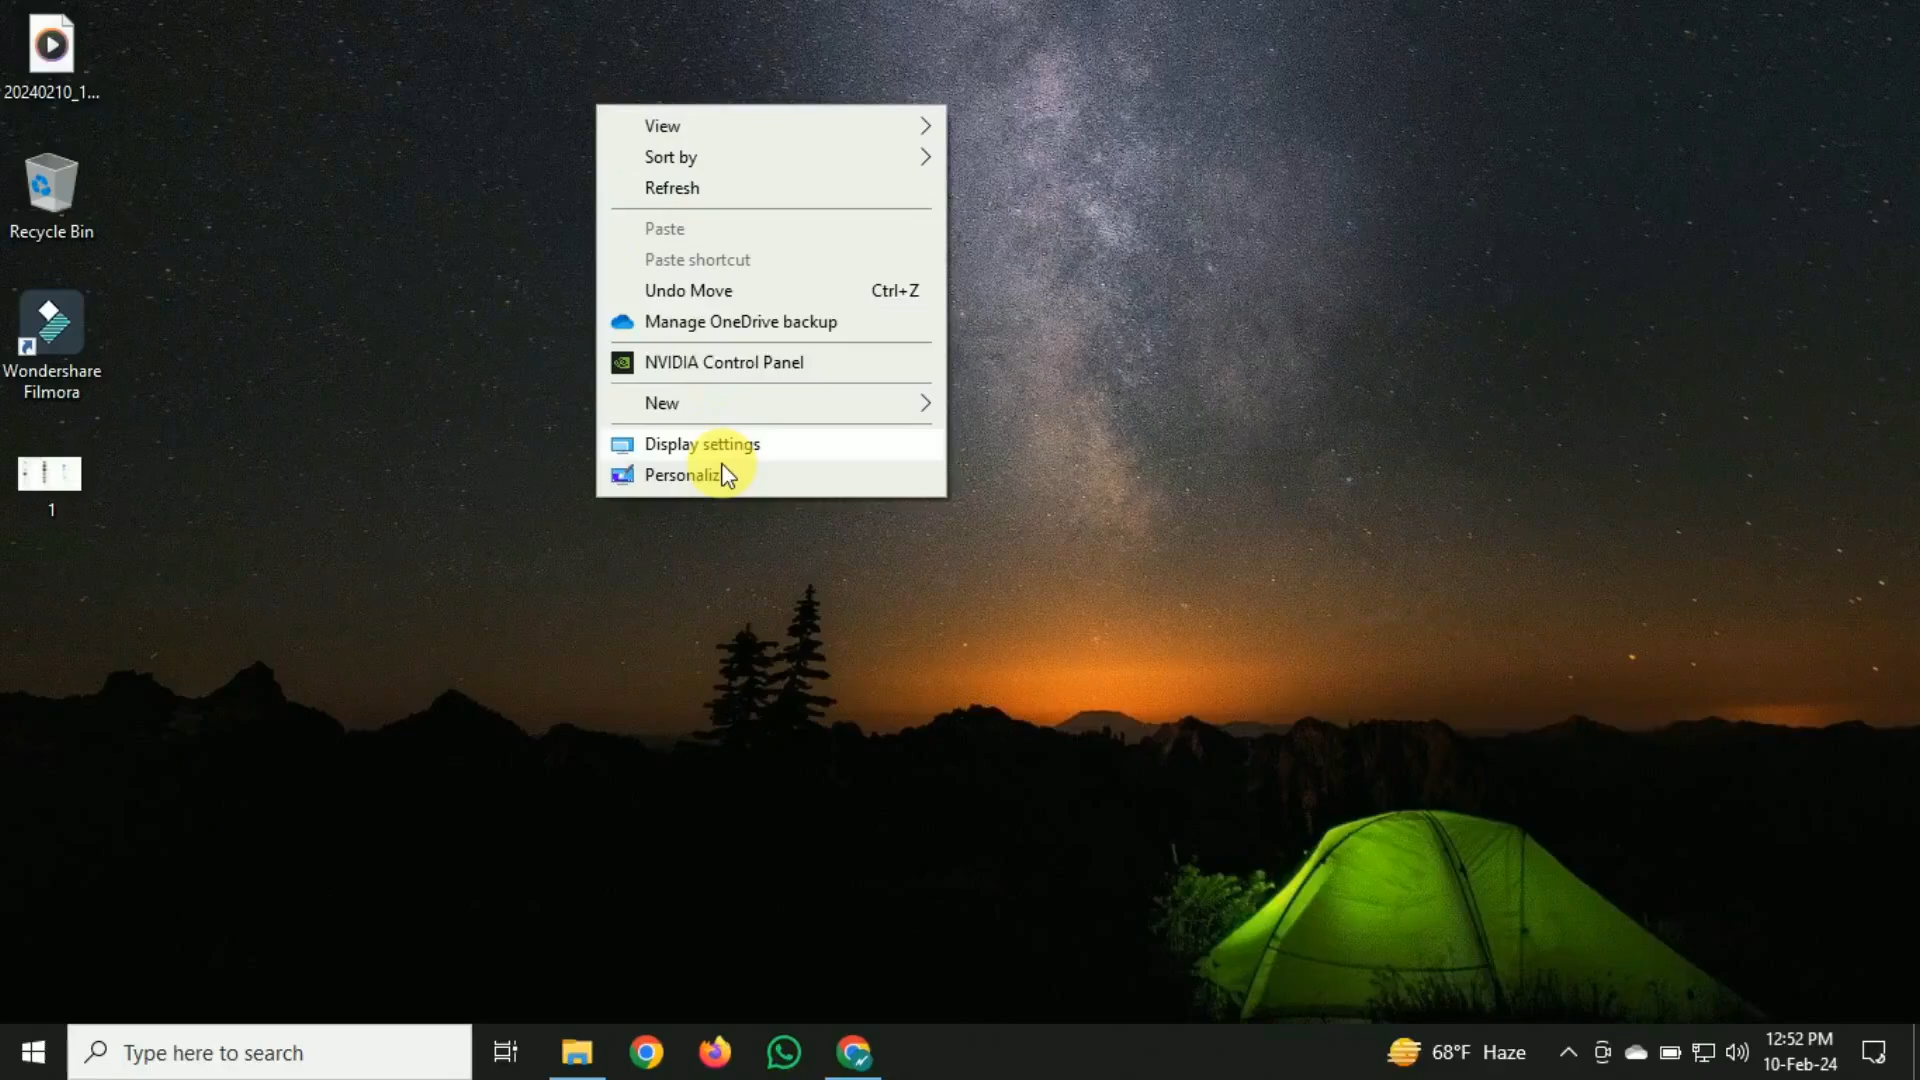 20240210_1...
Recycle Bin
Wondershare
Filmora
1
View
Sort by
Refresh
Paste
Paste shortcut
Undo Move Ctrl+Z
Manage OneDrive backup
NVIDIA Control Panel
New
Display settings
Personaliz
Type here to search
68°F Haze
12:52 PM
10-Feb-24